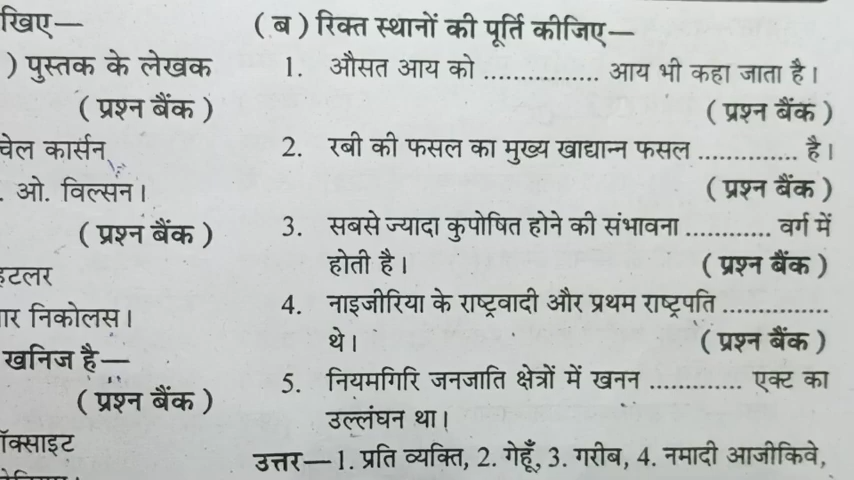 खिए—
) पुस्तक के लेखक
( प्रश्न बैंक )
वेल कार्सन
. ओ. विल्सन।
( प्रश्न बैंक )
हटलर
ार निकोलस।
खनिज है—
( प्रश्न बैंक )
ॉक्साइट
( ब ) रिक्त स्थानों की पूर्ति कीजिए—
1. औसत आय को ............... आय भी कहा जाता है।
( प्रश्न बैंक )
2. रबी की फसल का मुख्य खाद्यान्न फसल ............. है।
( प्रश्न बैंक )
3. सबसे ज्यादा कुपोषित होने की संभावना ........... वर्ग में
होती है। ( प्रश्न बैंक )
4. नाइजीरिया के राष्ट्रवादी और प्रथम राष्ट्रपति ..............
थे। ( प्रश्न बैंक )
5. नियमगिरि जनजाति क्षेत्रों में खनन ............ एक्ट का
उल्लंघन था।
उत्तर—1. प्रति व्यक्ति, 2. गेहूँ, 3. गरीब, 4. नमादी आजीकिवे,